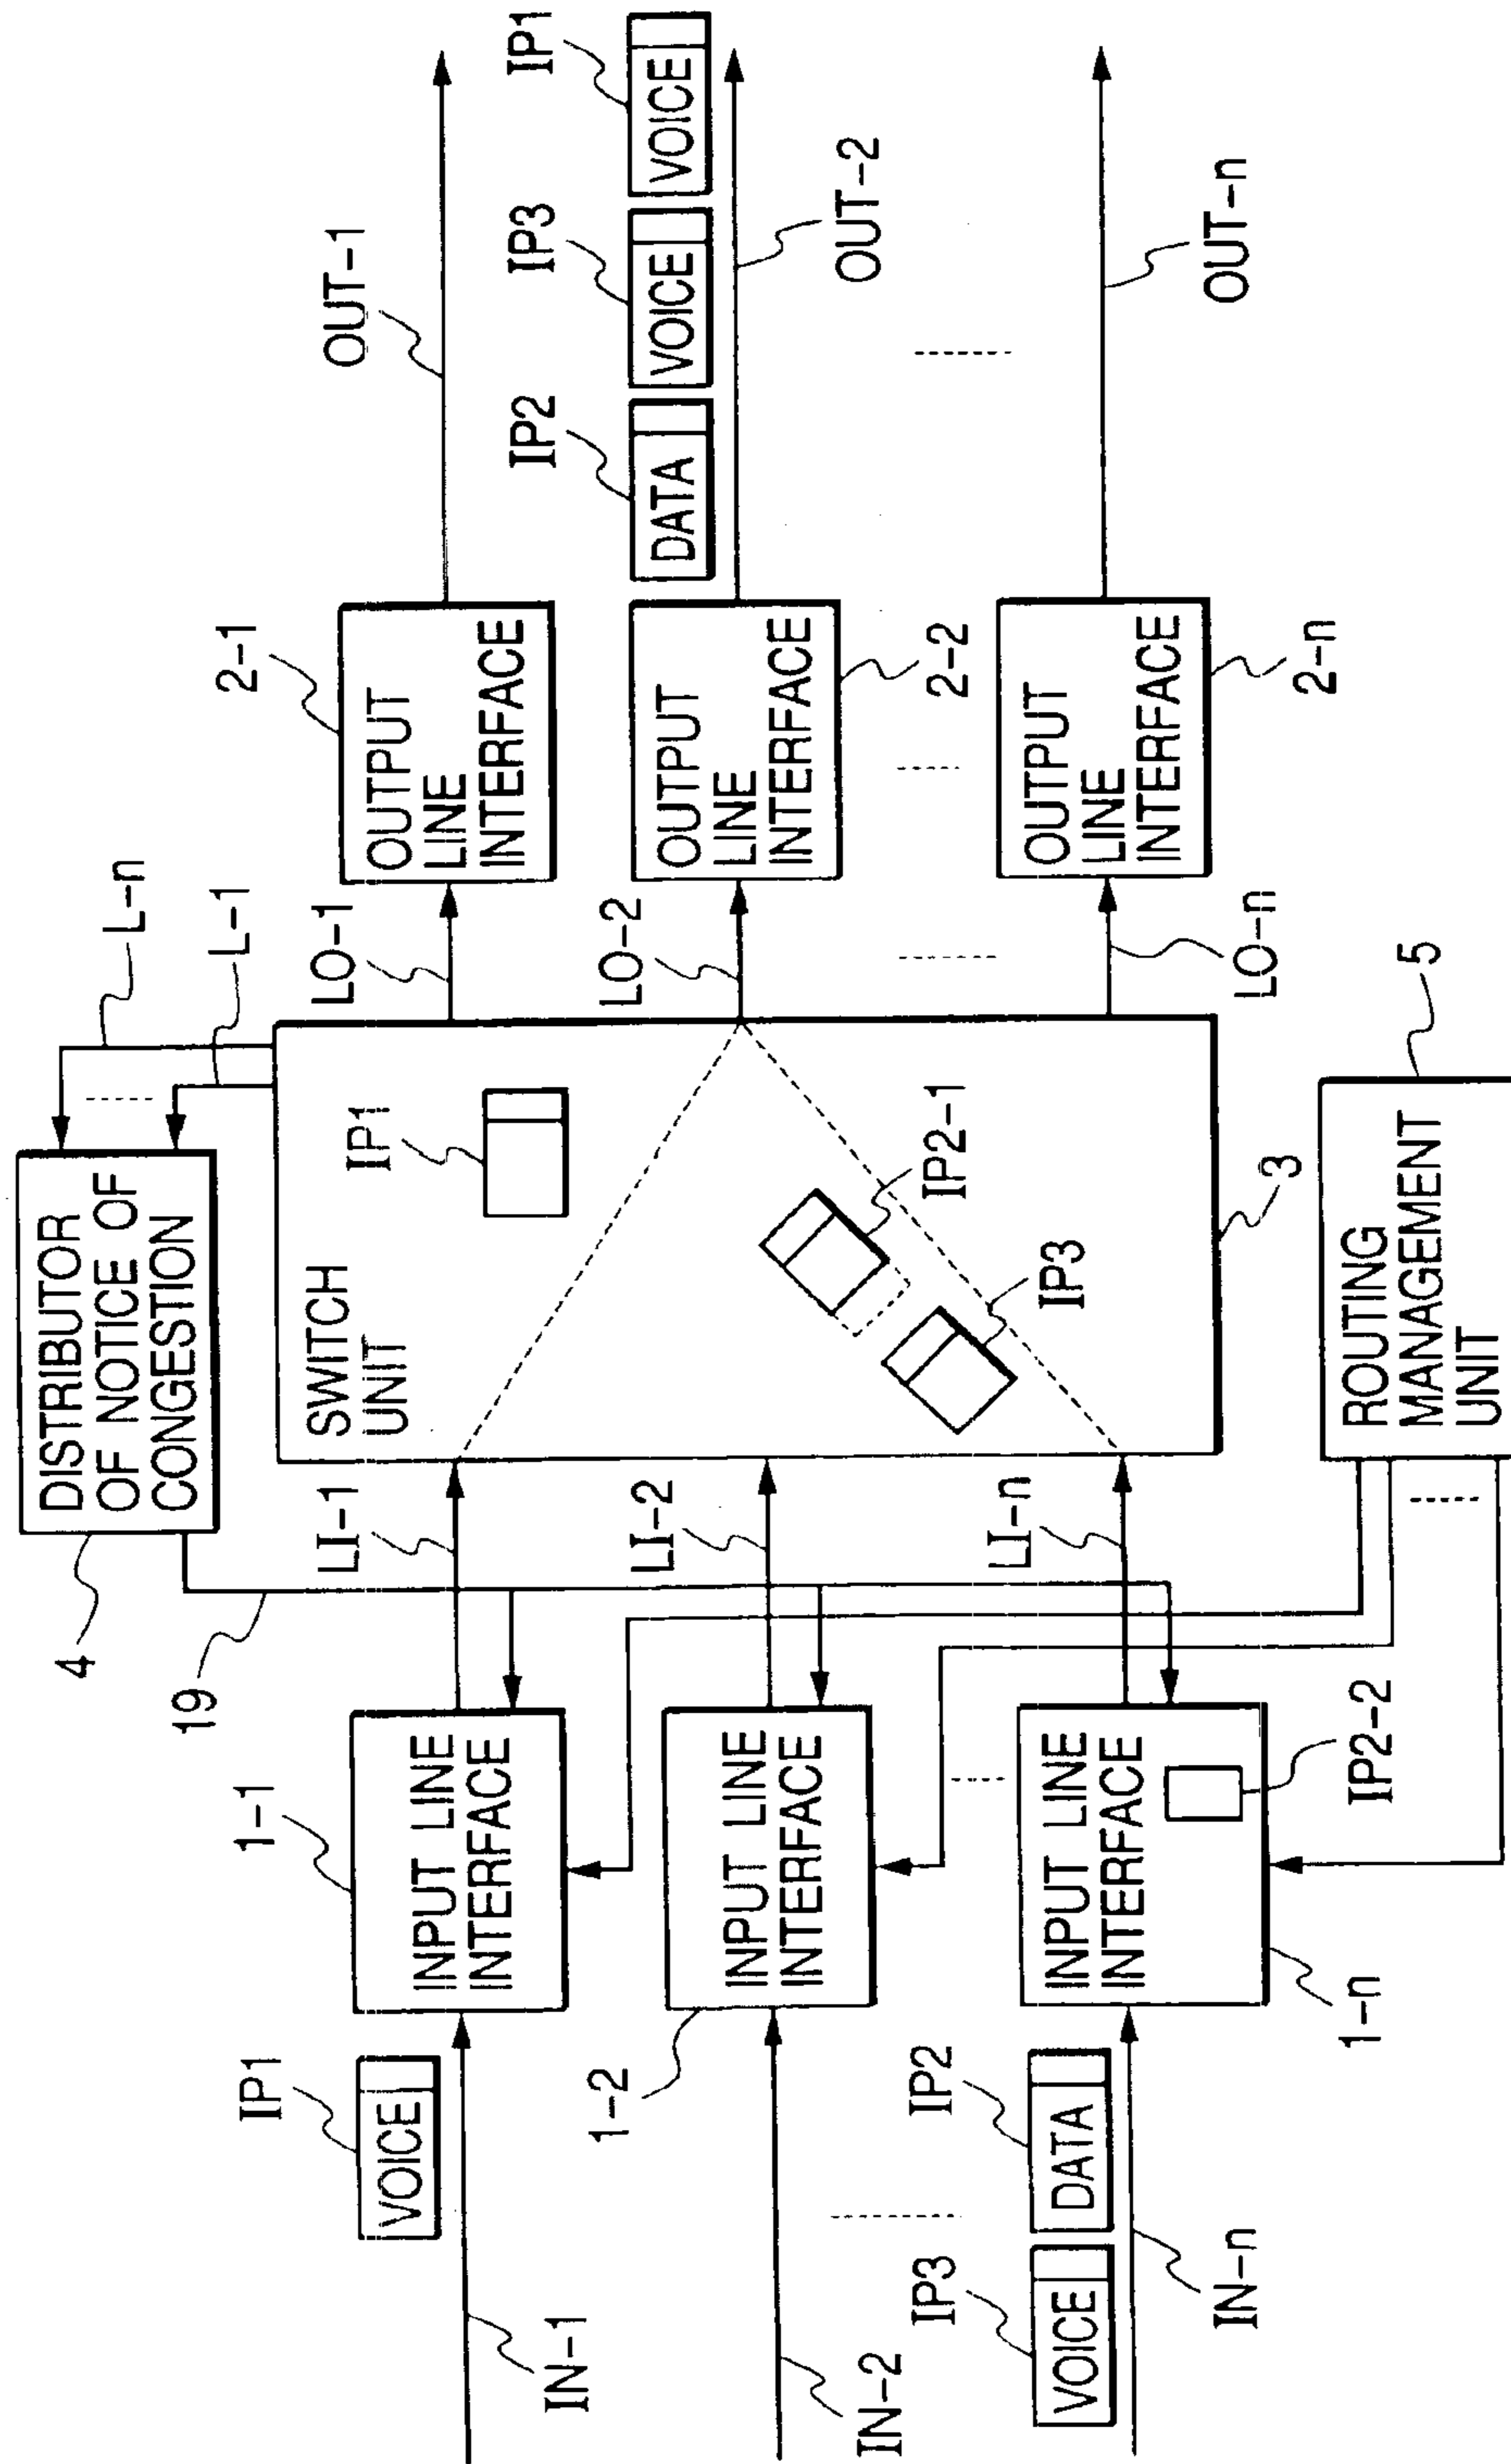 DISTRIBUTOR
OF NOTICE OF
CONGESTION
4
19
L-n
L-1
IP1
VOICE
IN-1
1-1
INPUT LINE
INTERFACE
LI-1
SWITCH
UNIT
IP1
LO-1
2-1
OUTPUT
LINE
INTERFACE
OUT-1
IN-2
1-2
INPUT LINE
INTERFACE
LI-2
IP2-1
LO-2
OUTPUT
LINE
INTERFACE
2-2
IP2
DATA
IP3
VOICE
IP1
VOICE
OUT-2
IP3
VOICE
IP2
DATA
IN-n
INPUT LINE
INTERFACE
1-n
IP2-2
LI-n
IP3
3
LO-n
OUTPUT
LINE
INTERFACE
2-n
OUT-n
ROUTING
MANAGEMENT
UNIT
5